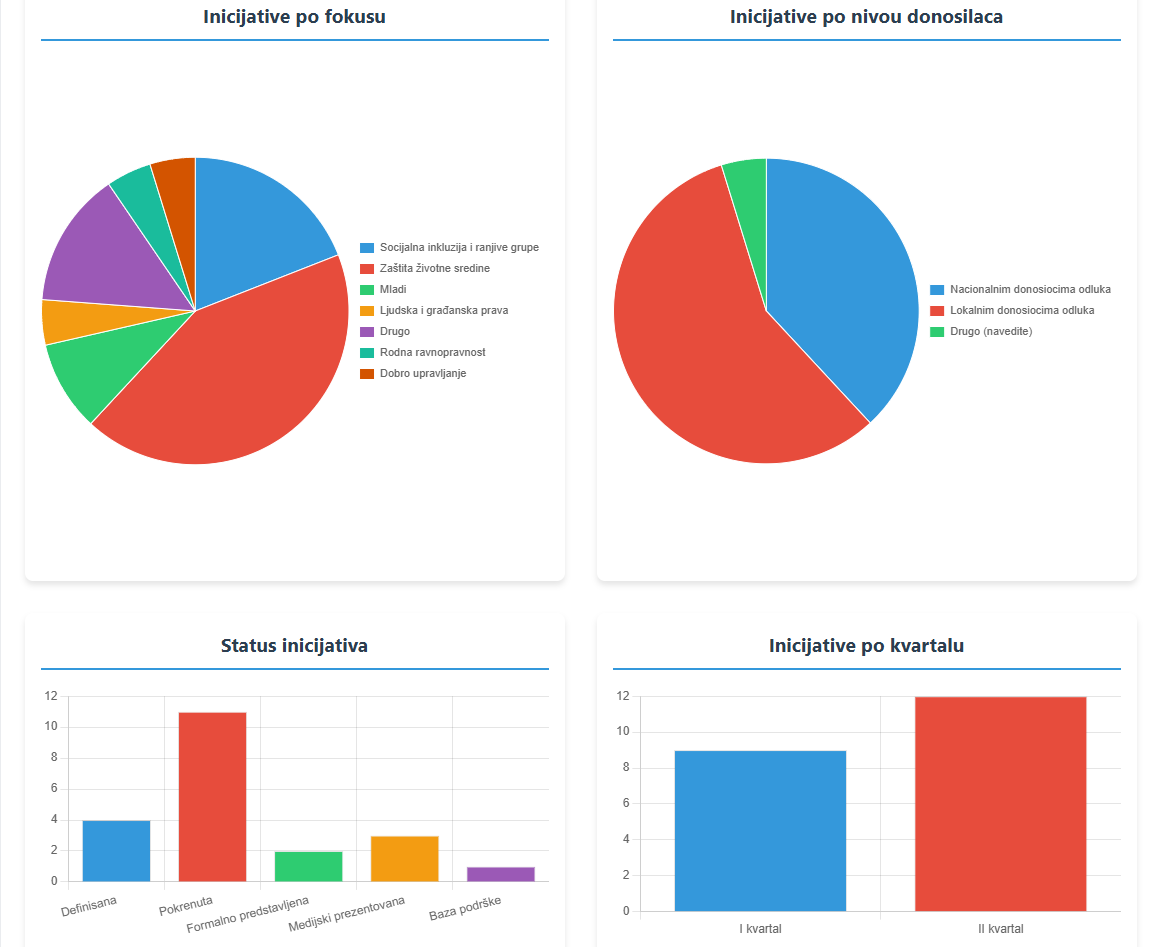 Inicijative po fokusu
Socijalna inkluzija i ranjive grupe
Zaštita životne sredine
Mladi
Ljudska i građanska prava
Drugo
Rodna ravnopravnost
Dobro upravljanje
Inicijative po nivou donosilaca
Nacionalnim donosiocima odluka
Lokalnim donosiocima odluka
Drugo (navedite)
Status inicijativa
12
10
8
6
4
2
0
Definisana
Pokrenuta
Formalno predstavljena
Medijski prezentovana
Baza podrške
Inicijative po kvartalu
12
10
8
6
4
2
0
I kvartal
II kvartal